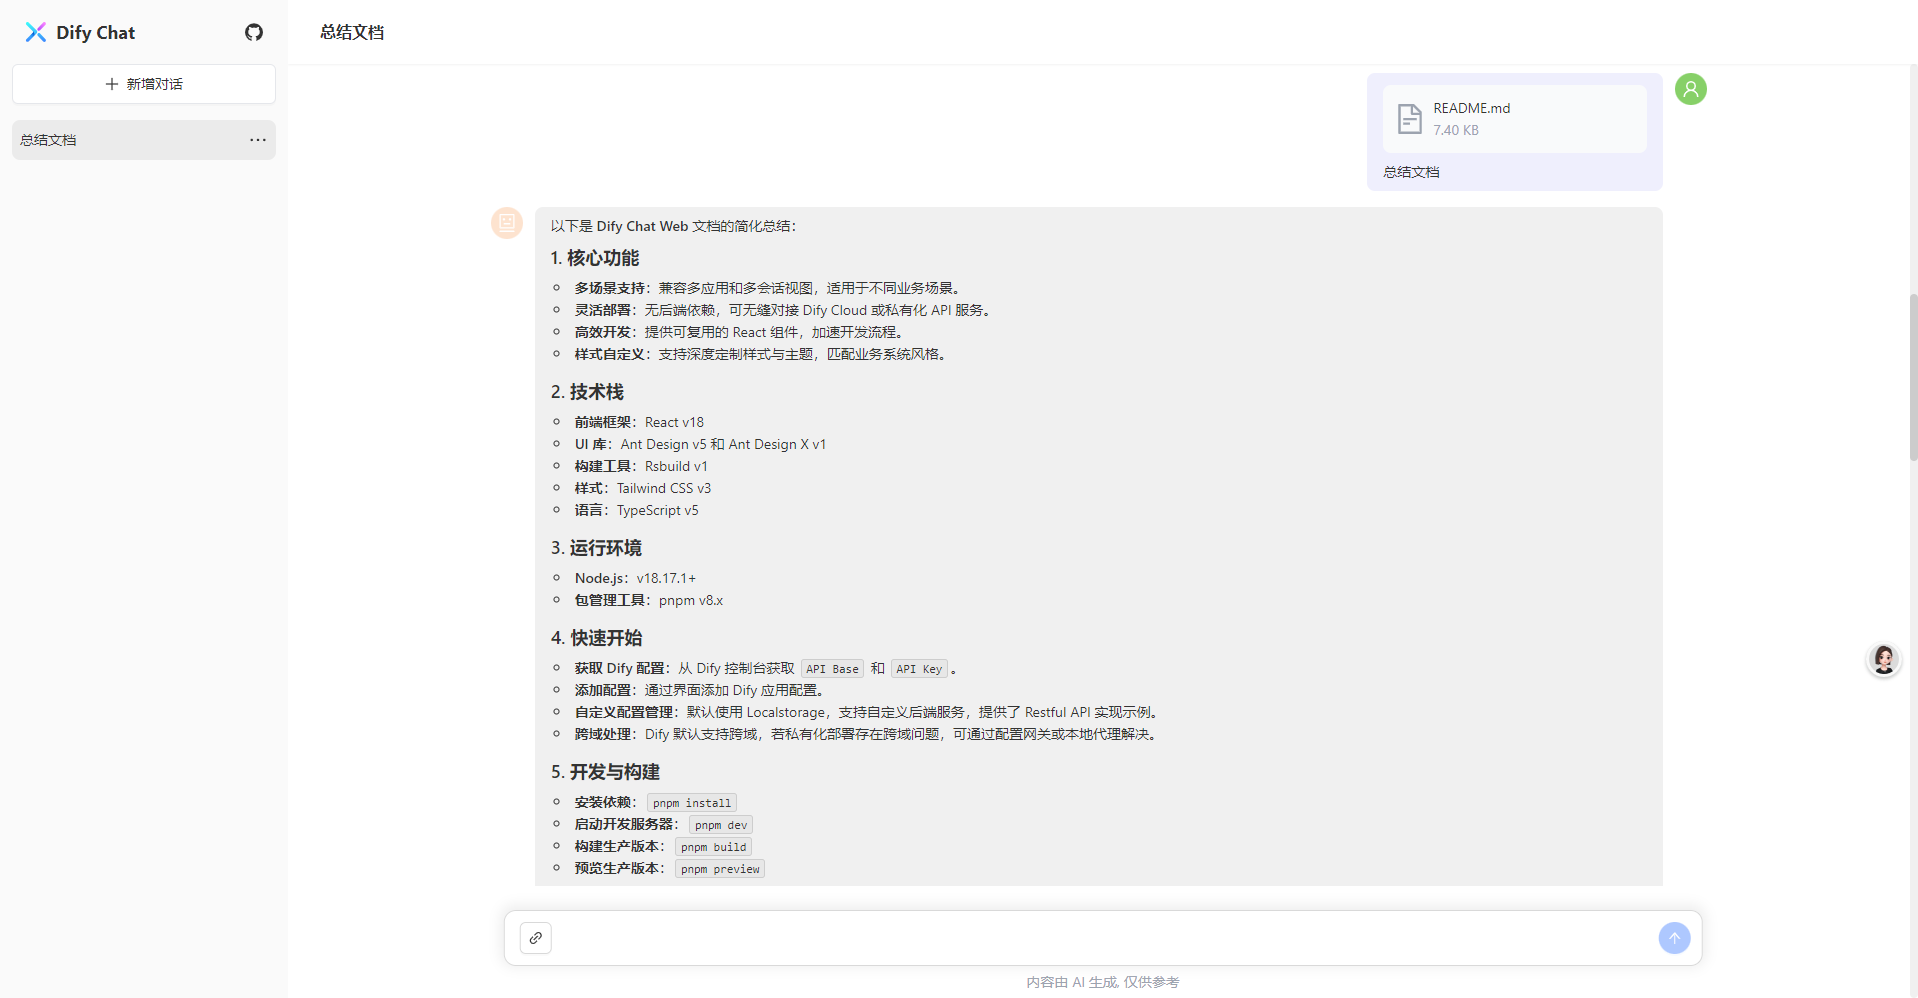 Dify Chat
新增对话
总结文档
总结文档
README.md
7.40 KB
总结文档
以下是 Dify Chat Web 文档的简化总结：
1. 核心功能
多场景支持：兼容多应用和多会话视图，适用于不同业务场景。
灵活部署：无后端依赖，可无缝对接 Dify Cloud 或私有化 API 服务。
高效开发：提供可复用的 React 组件，加速开发流程。
样式自定义：支持深度定制样式与主题，匹配业务系统风格。
2. 技术栈
前端框架：React v18
UI 库：Ant Design v5 和 Ant Design X v1
构建工具：Rsbuild v1
样式：Tailwind CSS v3
语言：TypeScript v5
3. 运行环境
Node.js：v18.17.1+
包管理工具：pnpm v8.x
4. 快速开始
获取 Dify 配置：从 Dify 控制台获取 API Base 和 API Key 。
添加配置：通过界面添加 Dify 应用配置。
自定义配置管理：默认使用 Localstorage，支持自定义后端服务，提供了 Restful API 实现示例。
跨域处理：Dify 默认支持跨域，若私有化部署存在跨域问题，可通过配置网关或本地代理解决。
5. 开发与构建
安装依赖： pnpm install
启动开发服务器： pnpm dev
构建生产版本： pnpm build
预览生产版本： pnpm preview
内容由 AI 生成, 仅供参考